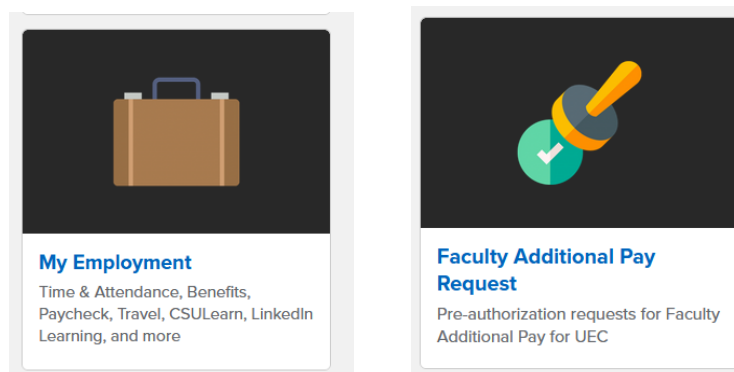 My Employment
Time & Attendance, Benefits,
Paycheck, Travel, CSULearn, LinkedIn
Learning, and more
Faculty Additional Pay
Request
Pre-authorization requests for Faculty
Additional Pay for UEC